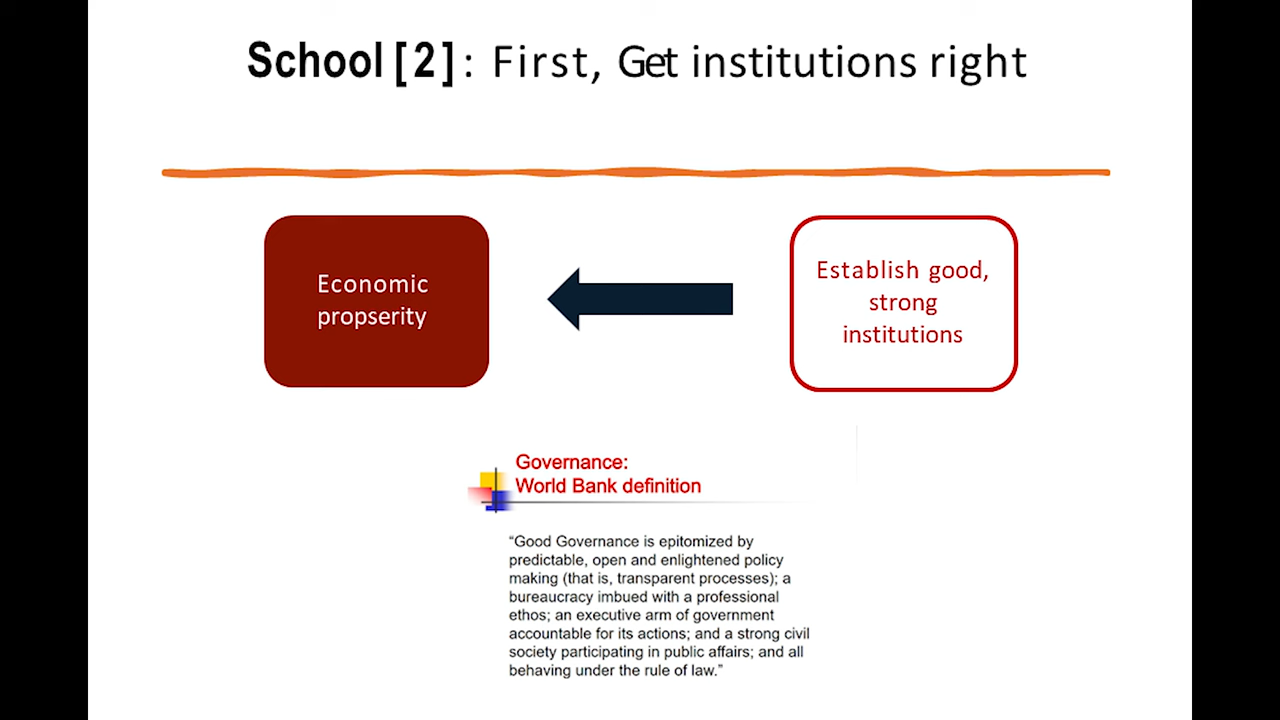 School[2]: First, Get institutions right
Economic
propserity
Establish good,
strong
institutions
Governance:
World Bank definition
“Good Governance is epitomized by
predictable, open and enlightened policy
making (that is, transparent processes); a
bureaucracy imbued with a professional
ethos; an executive arm of government
accountable for its actions; and a strong civil
society participating in public affairs; and all
behaving under the rule of law.”